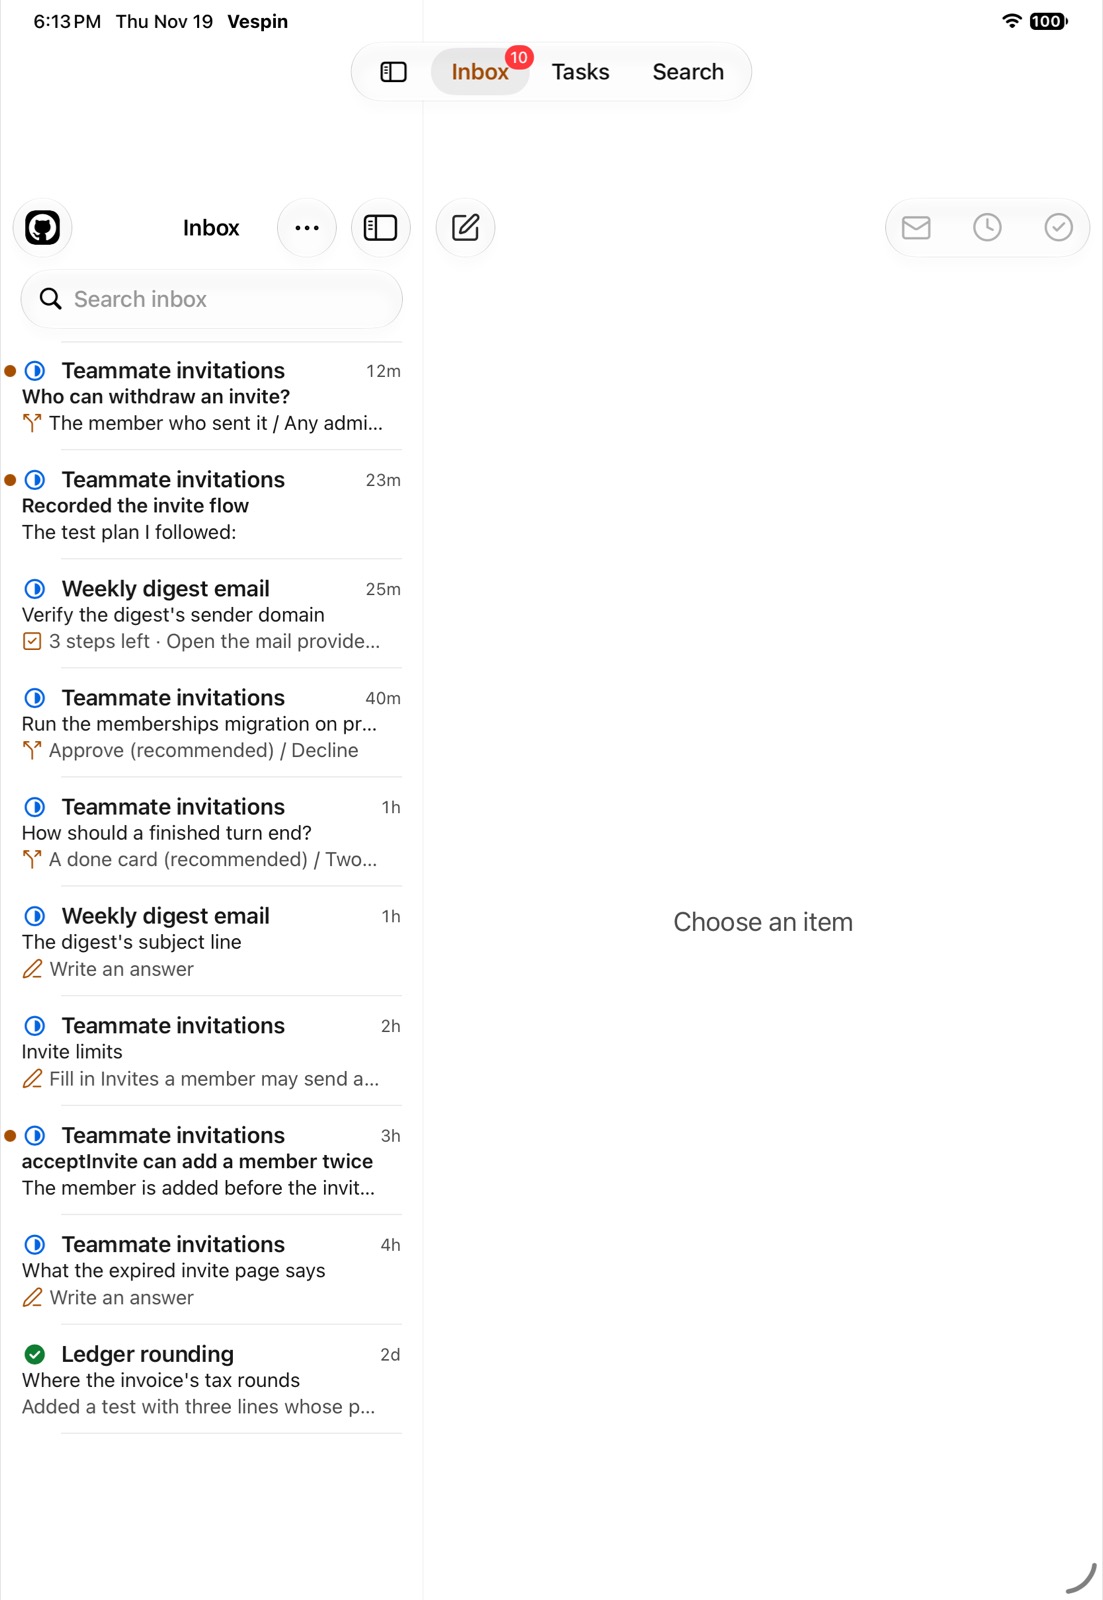 6:13 PM Thu Nov 19 Vespin
100
Inbox
10
Tasks
Search
Inbox
Search inbox
Teammate invitations 12m
Who can withdraw an invite?
The member who sent it / Any admi...
Teammate invitations 23m
Recorded the invite flow
The test plan I followed:
Weekly digest email 25m
Verify the digest's sender domain
3 steps left · Open the mail provide...
Teammate invitations 40m
Run the memberships migration on pr...
Approve (recommended) / Decline
Teammate invitations 1h
How should a finished turn end?
A done card (recommended) / Two...
Weekly digest email 1h
The digest's subject line
Write an answer
Teammate invitations 2h
Invite limits
Fill in Invites a member may send a...
Teammate invitations 3h
acceptInvite can add a member twice
The member is added before the invit...
Teammate invitations 4h
What the expired invite page says
Write an answer
Ledger rounding 2d
Where the invoice's tax rounds
Added a test with three lines whose p...
Choose an item